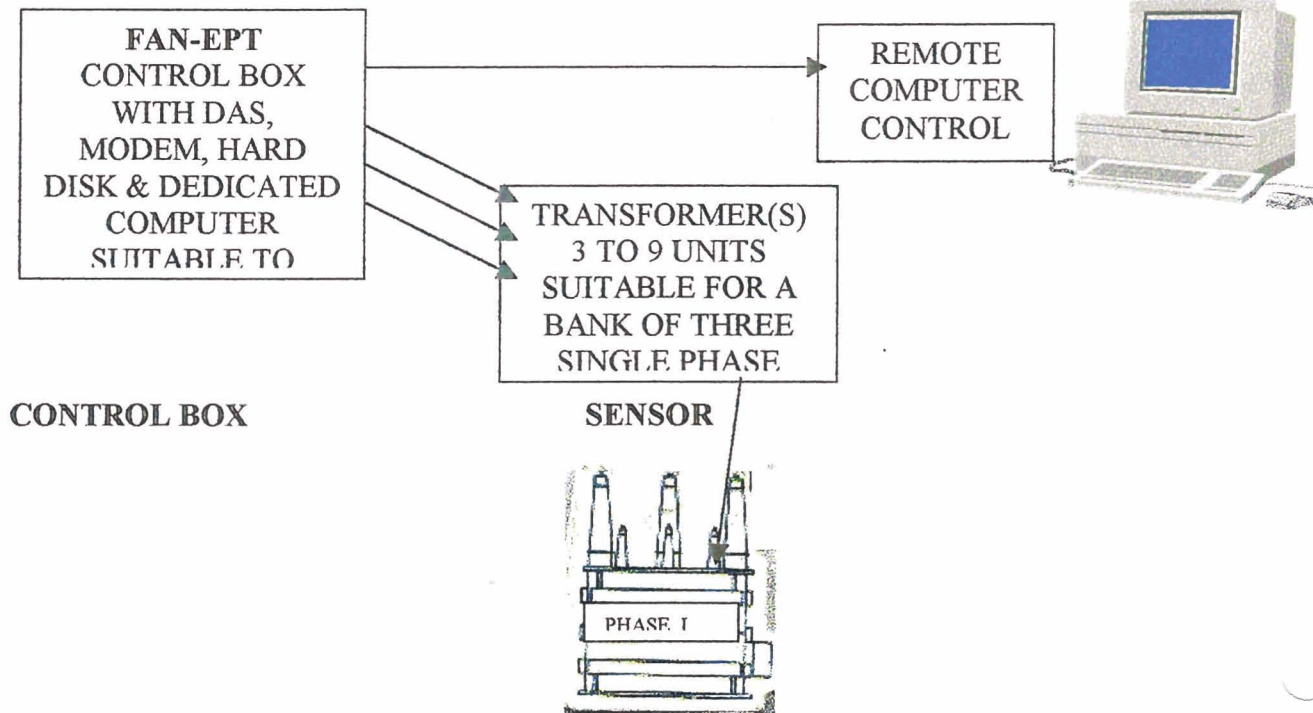 FAN-EPT
CONTROL BOX
WITH DAS,
MODEM, HARD
DISK & DEDICATED
COMPUTER
SUITABLE TO
REMOTE
COMPUTER
CONTROL
TRANSFORMER(S)
3 TO 9 UNITS
SUITABLE FOR A
BANK OF THREE
SINGLE PHASE
CONTROL BOX
SENSOR
PHASE I